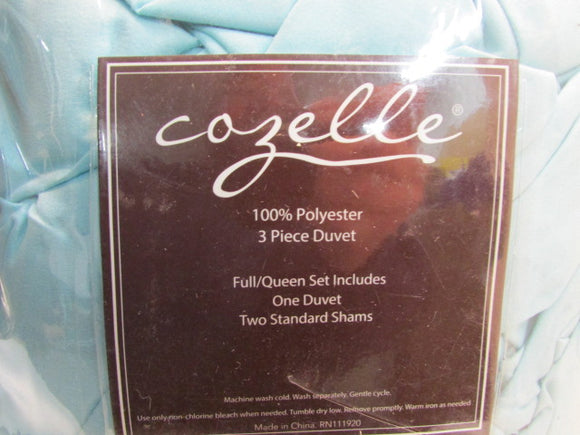 cozelle®
100% Polyester
3 Piece Duvet
Full/Queen Set Includes
One Duvet
Two Standard Shams
Machine wash cold. Wash separately. Gentle cycle.
Use only non-chlorine bleach when needed. Tumble dry low. Remove promptly. Warm iron as needed
Made in China. RN111920